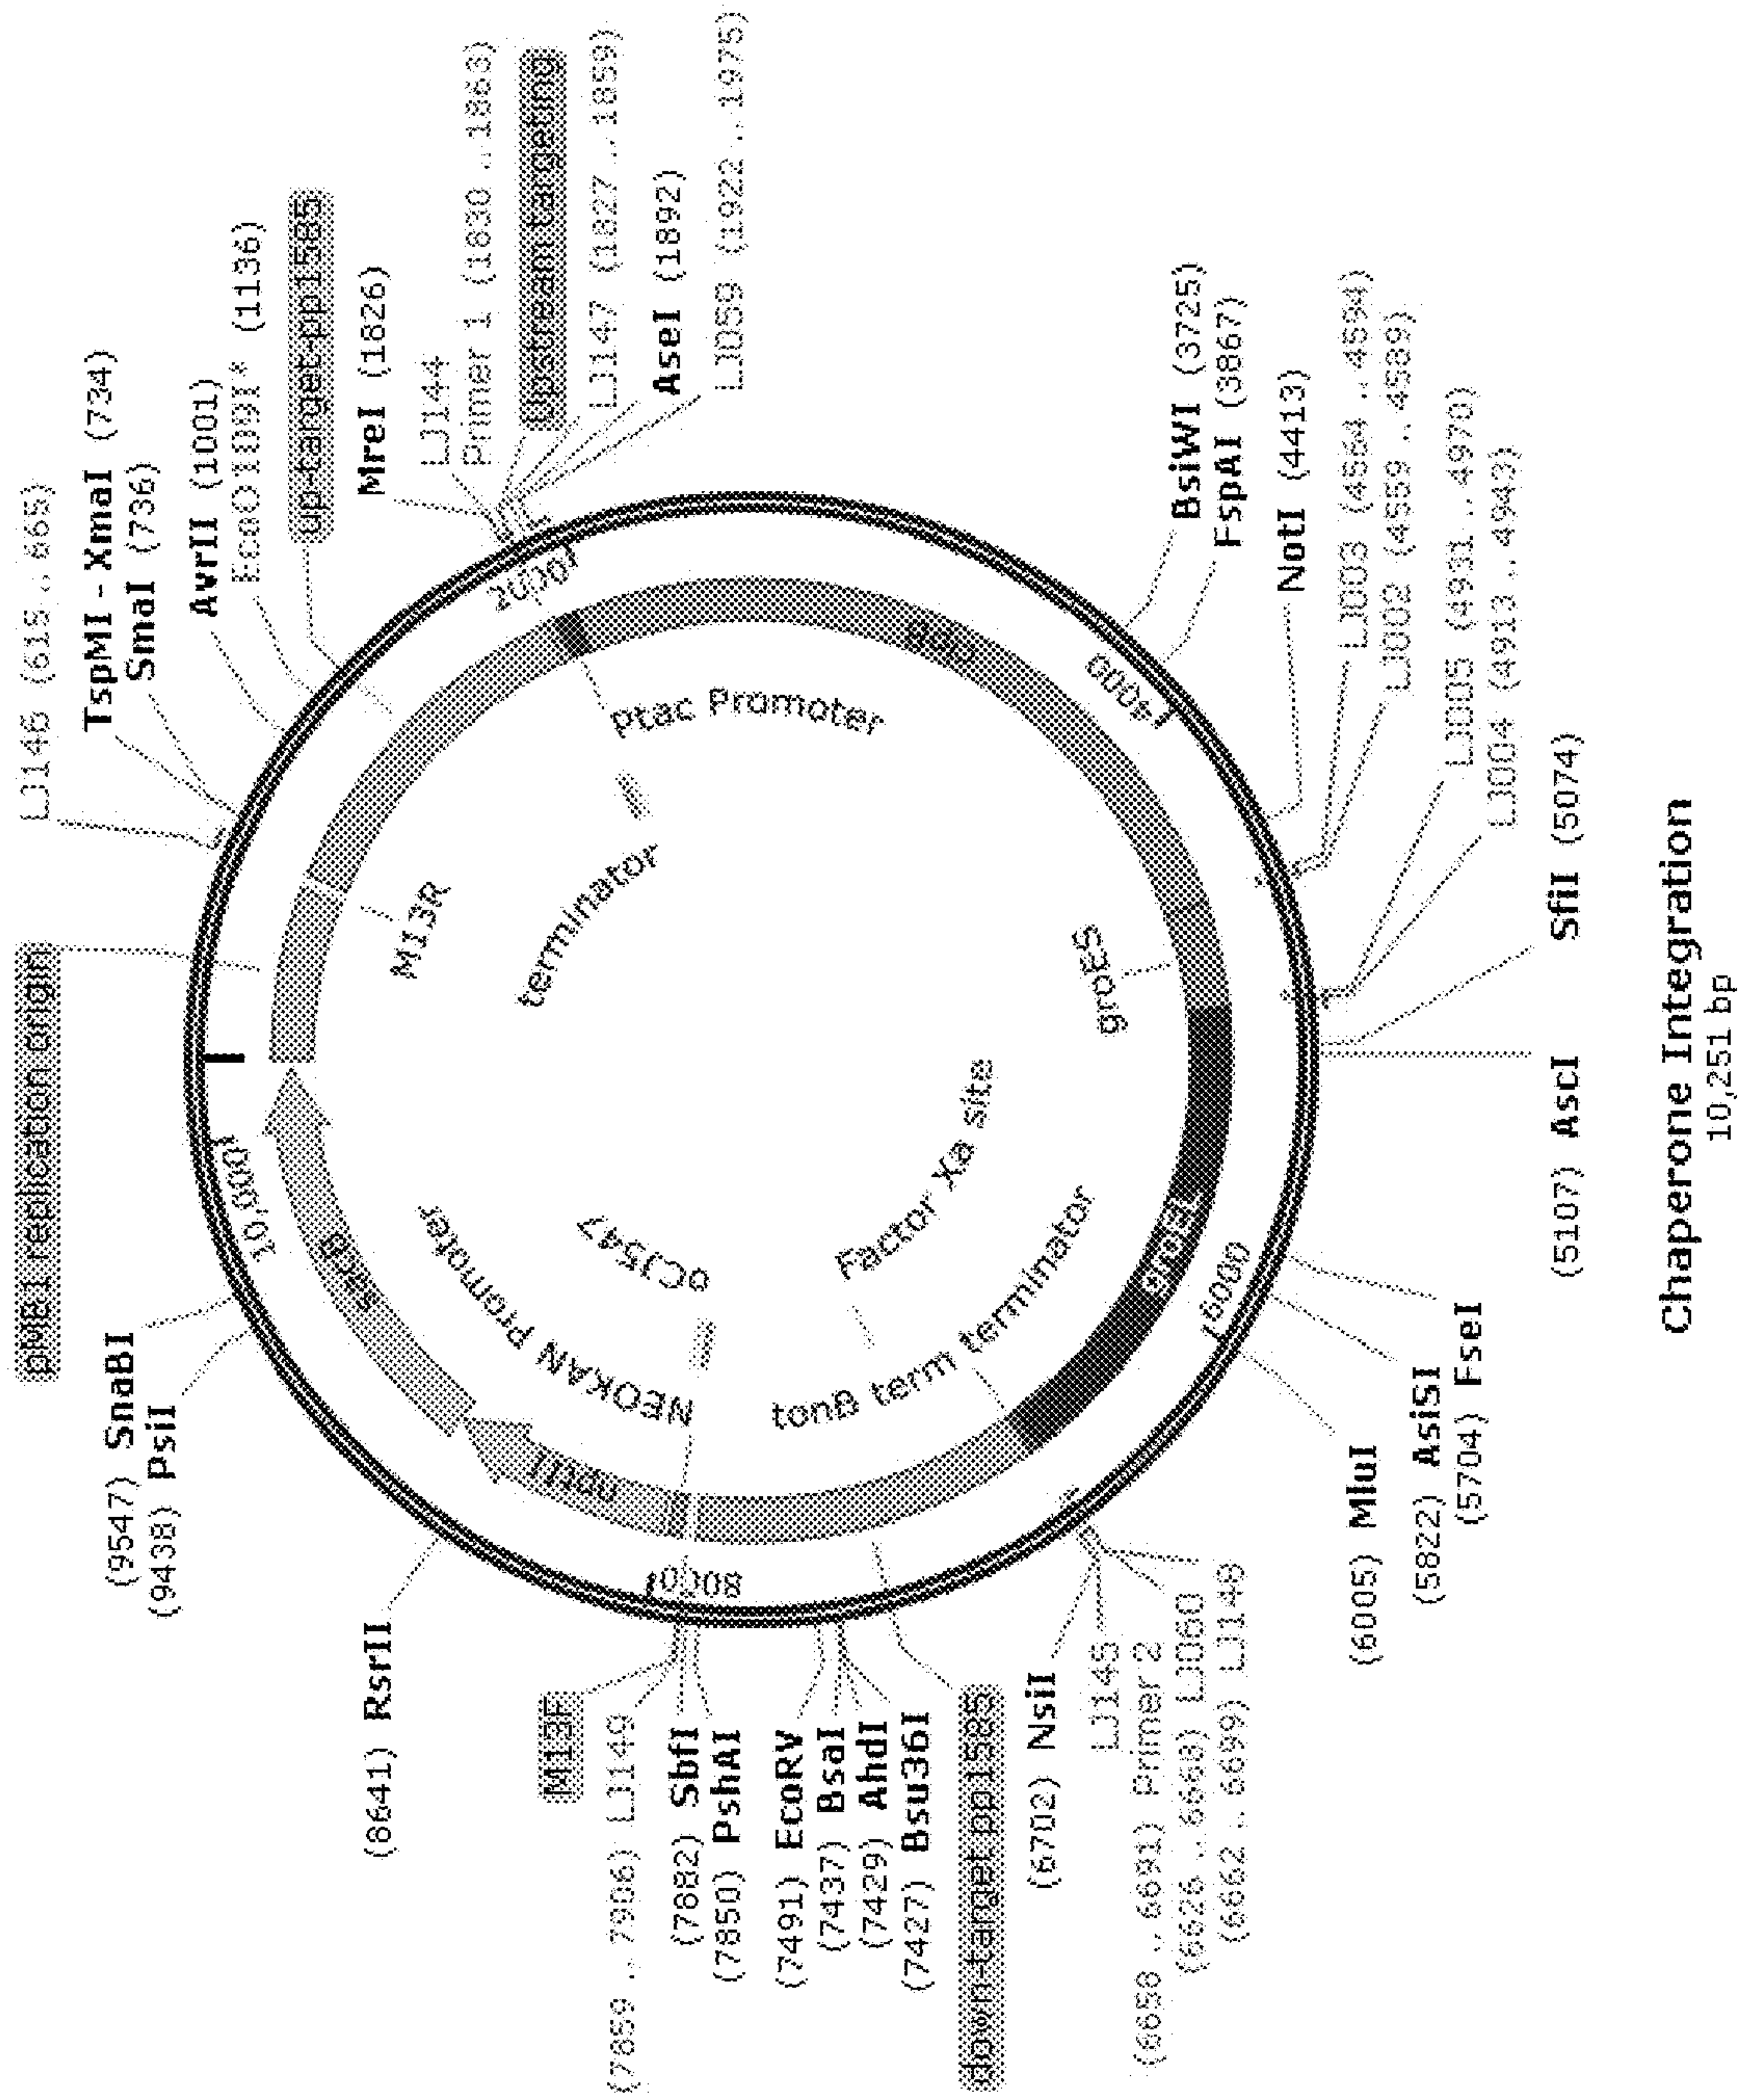 pMB1 replication origin
LJ146 (615 .. 665)
TspMI - XmaI (734)
SmaI (736)
AvrII (1001)
EcoO109I* (1136)
up-target-pp1585
MreI (1826)
LJ144
Primer 1 (1830 .. 1863)
Upstream targeting
LJ147 (1827 .. 1859)
AseI (1892)
LJ059 (1922 .. 1975)
BsiWI (3725)
FspAI (3867)
NotI (4413)
LJ003 (4564 .. 4594)
LJ002 (4559 .. 4589)
LJ005 (4931 .. 4970)
LJ004 (4913 .. 4943)
SfiI (5074)
(5107) AscI
(5704) FseI
(5822) AsiSI
(6005) MluI
(6662 .. 6699) LJ148
(6626 .. 6668) LJ060
(6658 .. 6691) Primer 2
LJ145
(6702) NsiI
down-target pp1585
(7427) Bsu36I
(7429) AhdI
(7437) BsaI
(7491) EcoRV
(7850) PshAI
(7882) SbfI
(7859 .. 7906) LJ149
M13F
(8641) RsrII
(9438) PsiI
(9547) SnaBI
2000
4000
6000
8000
10,000
sacB
nptII
groEL
groES
M13R
terminator
Ptac Promoter
NEOKAN Promoter
oCJ547
Factor Xa site
tonB term terminator
Chaperone Integration
10,251 bp